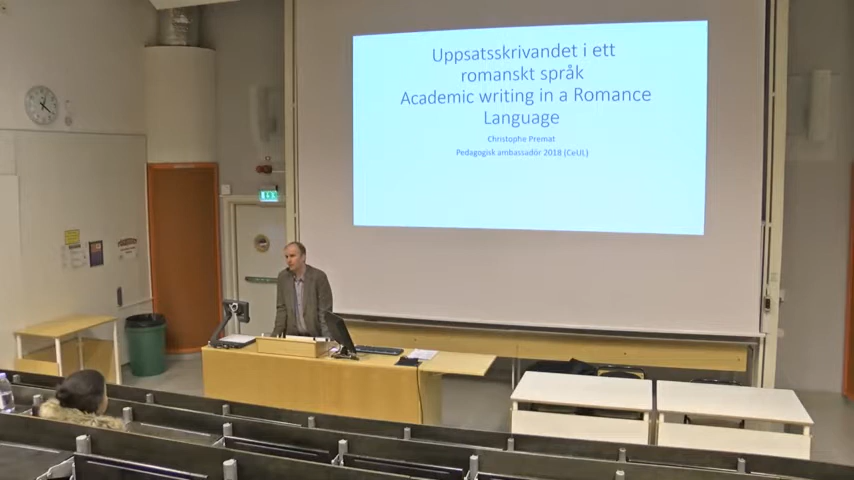 Uppsatsskrivandet i ett
romanskt språk
Academic writing in a Romance
Language
Christophe Premat
Pedagogisk ambassadör 2018 (CeUL)